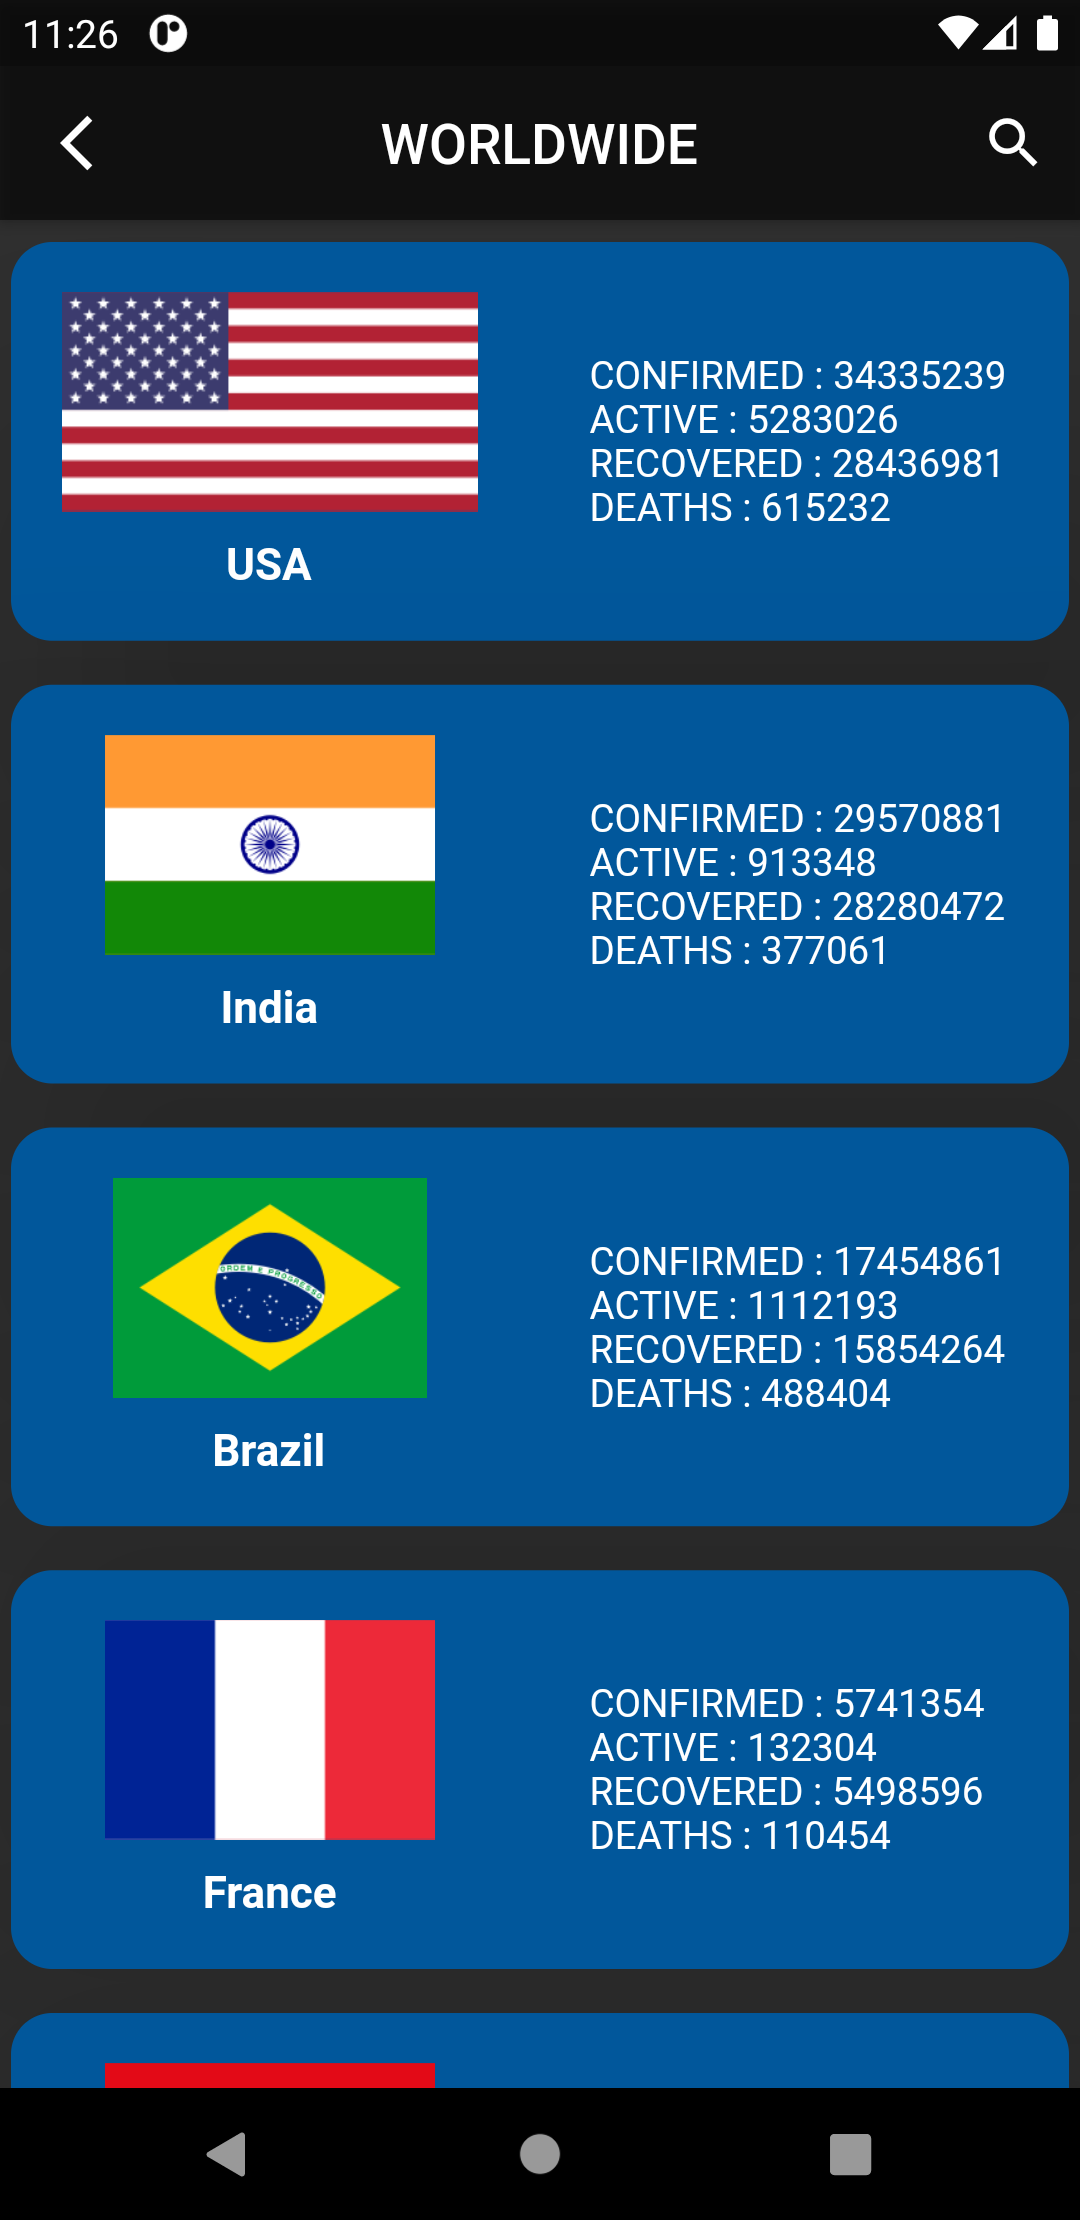 11:26
WORLDWIDE
CONFIRMED : 34335239
ACTIVE : 5283026
RECOVERED : 28436981
DEATHS : 615232
USA
CONFIRMED : 29570881
ACTIVE : 913348
RECOVERED : 28280472
DEATHS : 377061
India
ORDEM E PROGRESSO
CONFIRMED : 17454861
ACTIVE : 1112193
RECOVERED : 15854264
DEATHS : 488404
Brazil
CONFIRMED : 5741354
ACTIVE : 132304
RECOVERED : 5498596
DEATHS : 110454
France